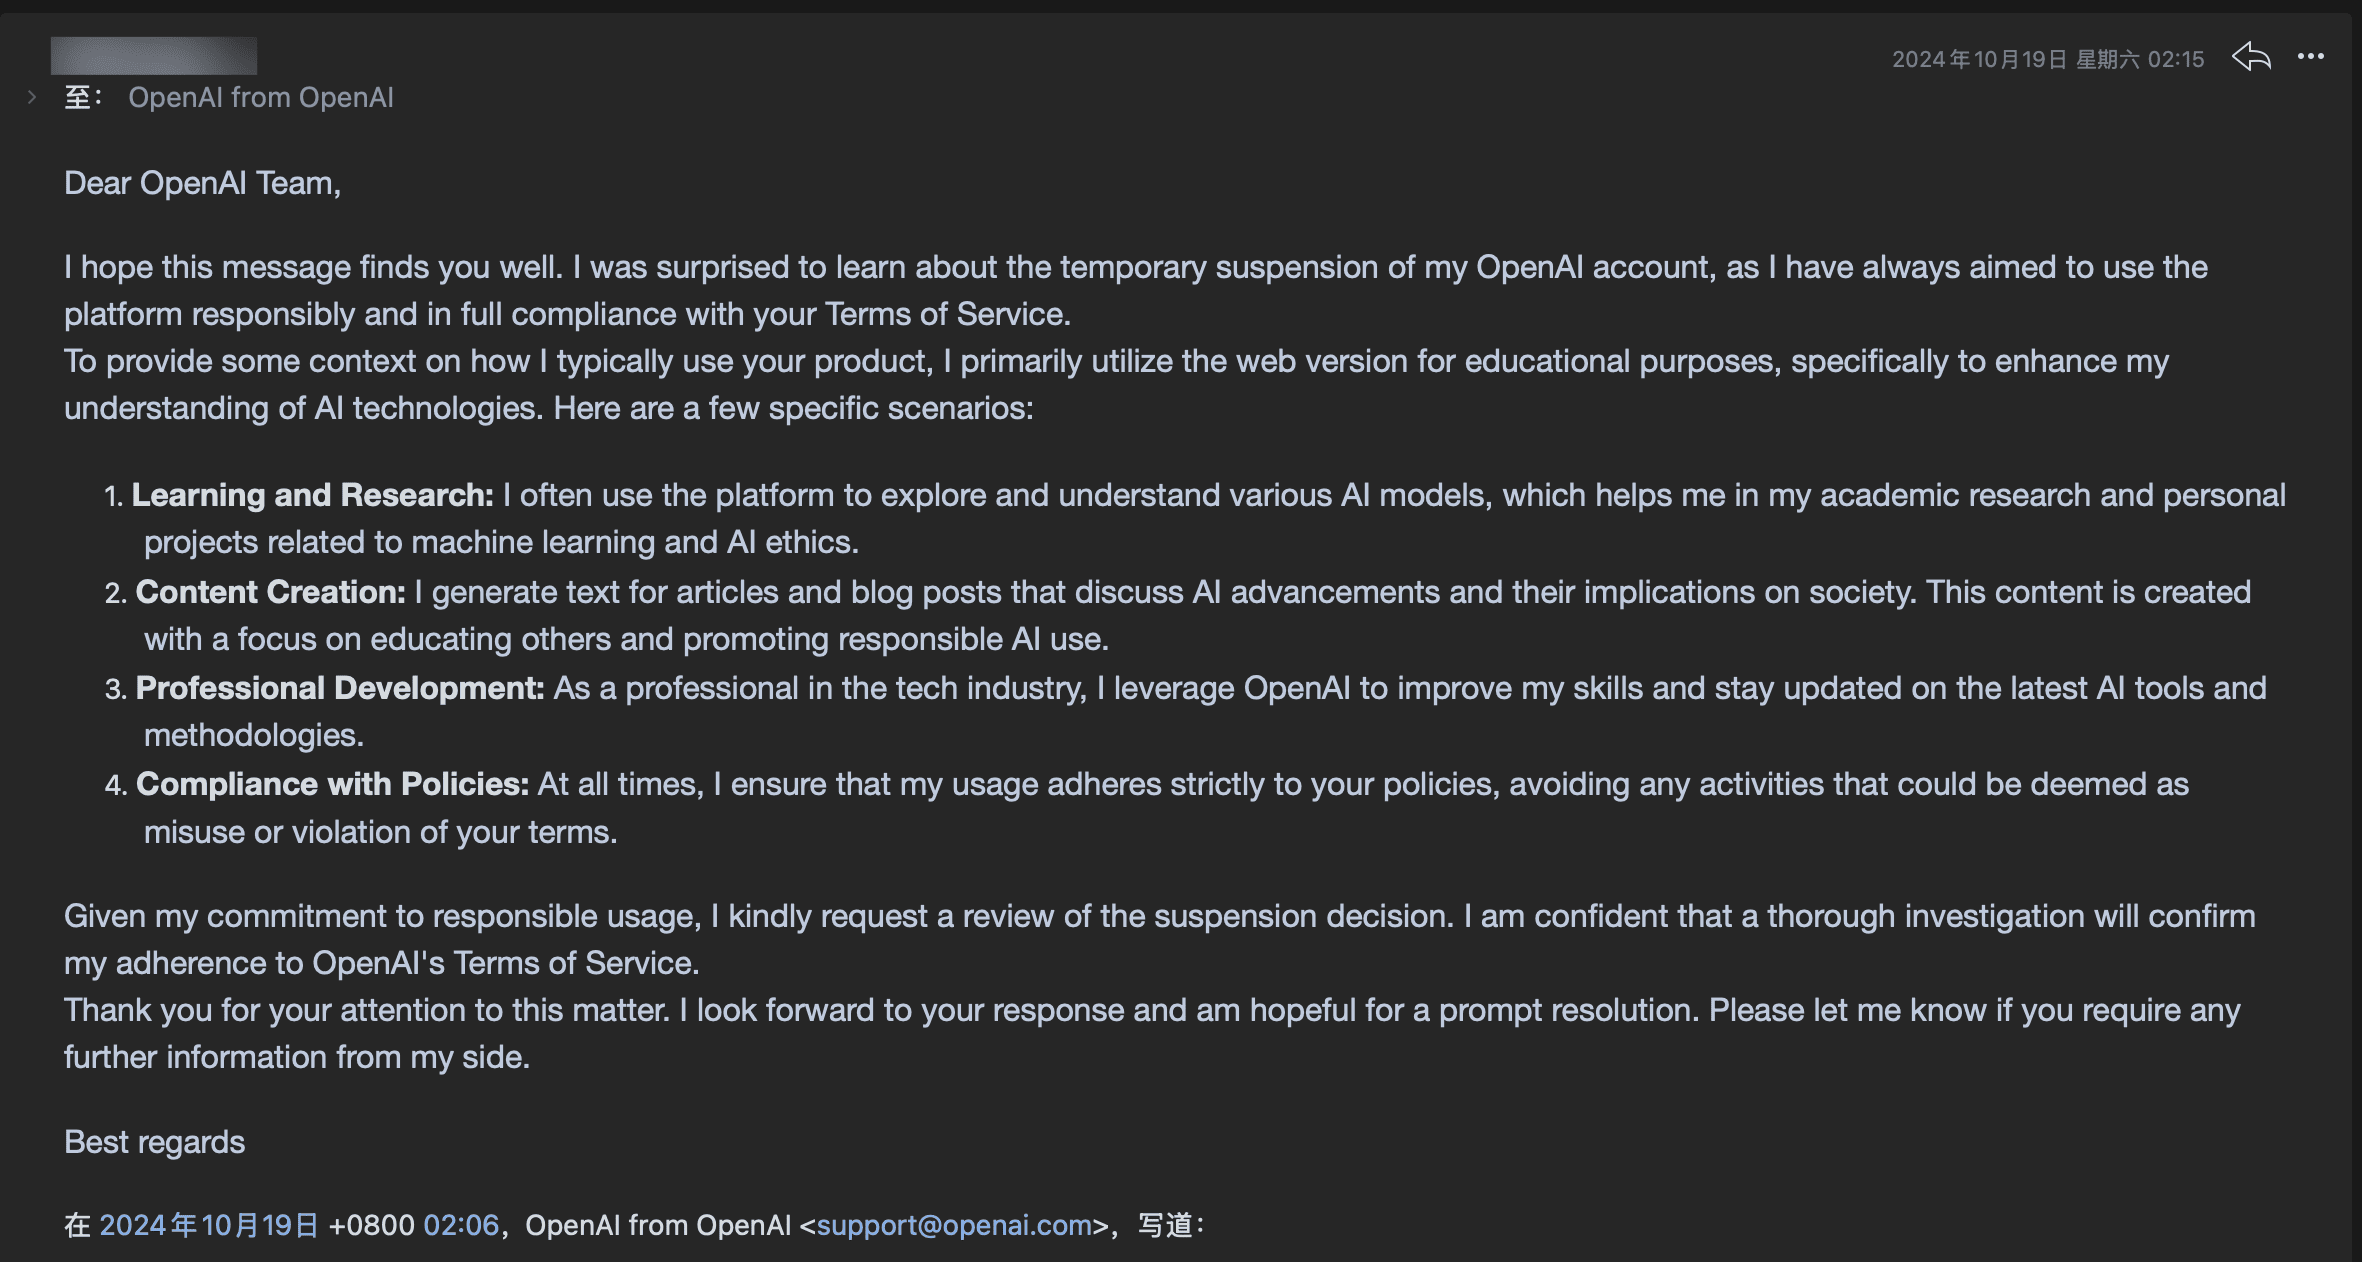 2024年10月19日 星期六 02:15
至： OpenAI from OpenAI
Dear OpenAI Team,
I hope this message finds you well. I was surprised to learn about the temporary suspension of my OpenAI account, as I have always aimed to use the
platform responsibly and in full compliance with your Terms of Service.
To provide some context on how I typically use your product, I primarily utilize the web version for educational purposes, specifically to enhance my
understanding of AI technologies. Here are a few specific scenarios:
1. Learning and Research: I often use the platform to explore and understand various AI models, which helps me in my academic research and personal
projects related to machine learning and AI ethics.
2. Content Creation: I generate text for articles and blog posts that discuss AI advancements and their implications on society. This content is created
with a focus on educating others and promoting responsible AI use.
3. Professional Development: As a professional in the tech industry, I leverage OpenAI to improve my skills and stay updated on the latest AI tools and
methodologies.
4. Compliance with Policies: At all times, I ensure that my usage adheres strictly to your policies, avoiding any activities that could be deemed as
misuse or violation of your terms.
Given my commitment to responsible usage, I kindly request a review of the suspension decision. I am confident that a thorough investigation will confirm
my adherence to OpenAI's Terms of Service.
Thank you for your attention to this matter. I look forward to your response and am hopeful for a prompt resolution. Please let me know if you require any
further information from my side.
Best regards
在 2024年10月19日 +0800 02:06，OpenAI from OpenAI <support@openai.com>，写道：